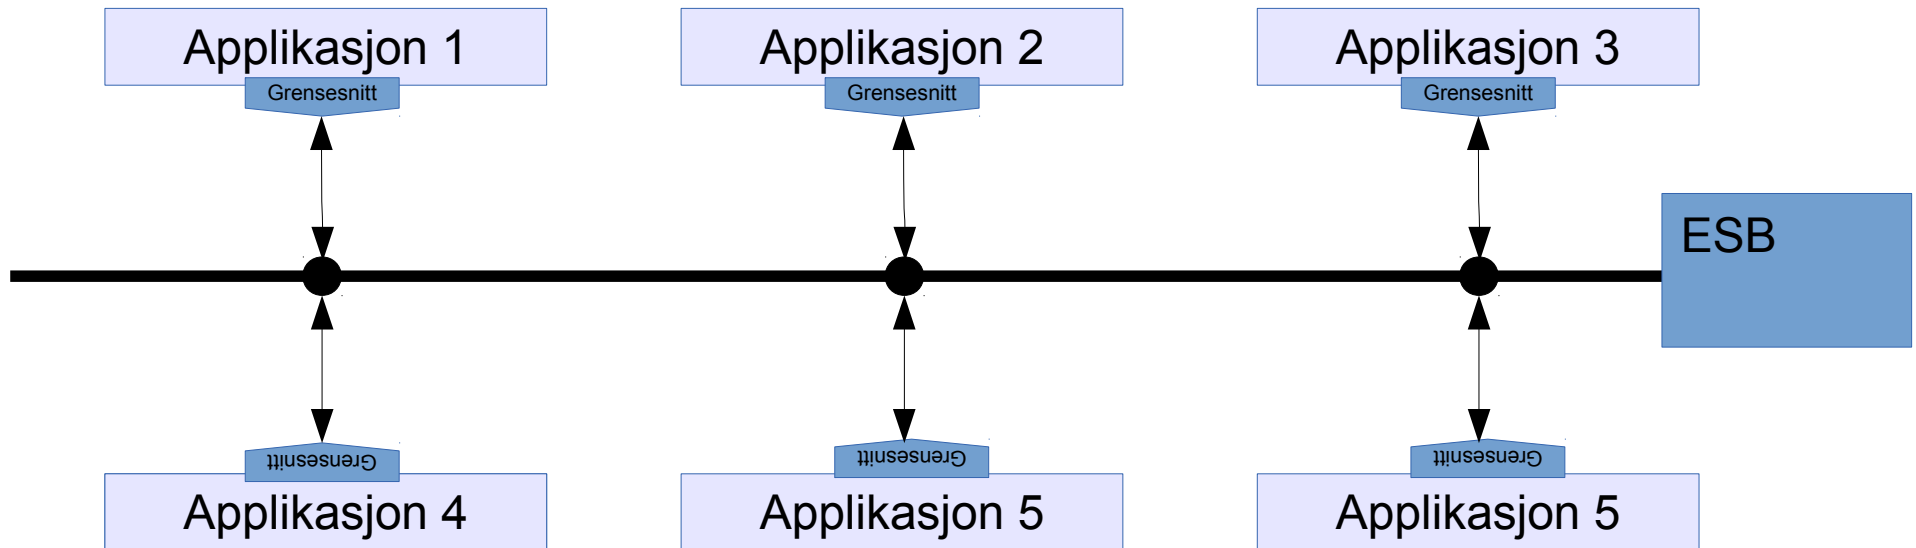 Applikasjon 1
Grensesnitt
Applikasjon 2
Grensesnitt
Applikasjon 3
Grensesnitt
ESB
Grensesnitt
Applikasjon 4
Grensesnitt
Applikasjon 5
Grensesnitt
Applikasjon 5